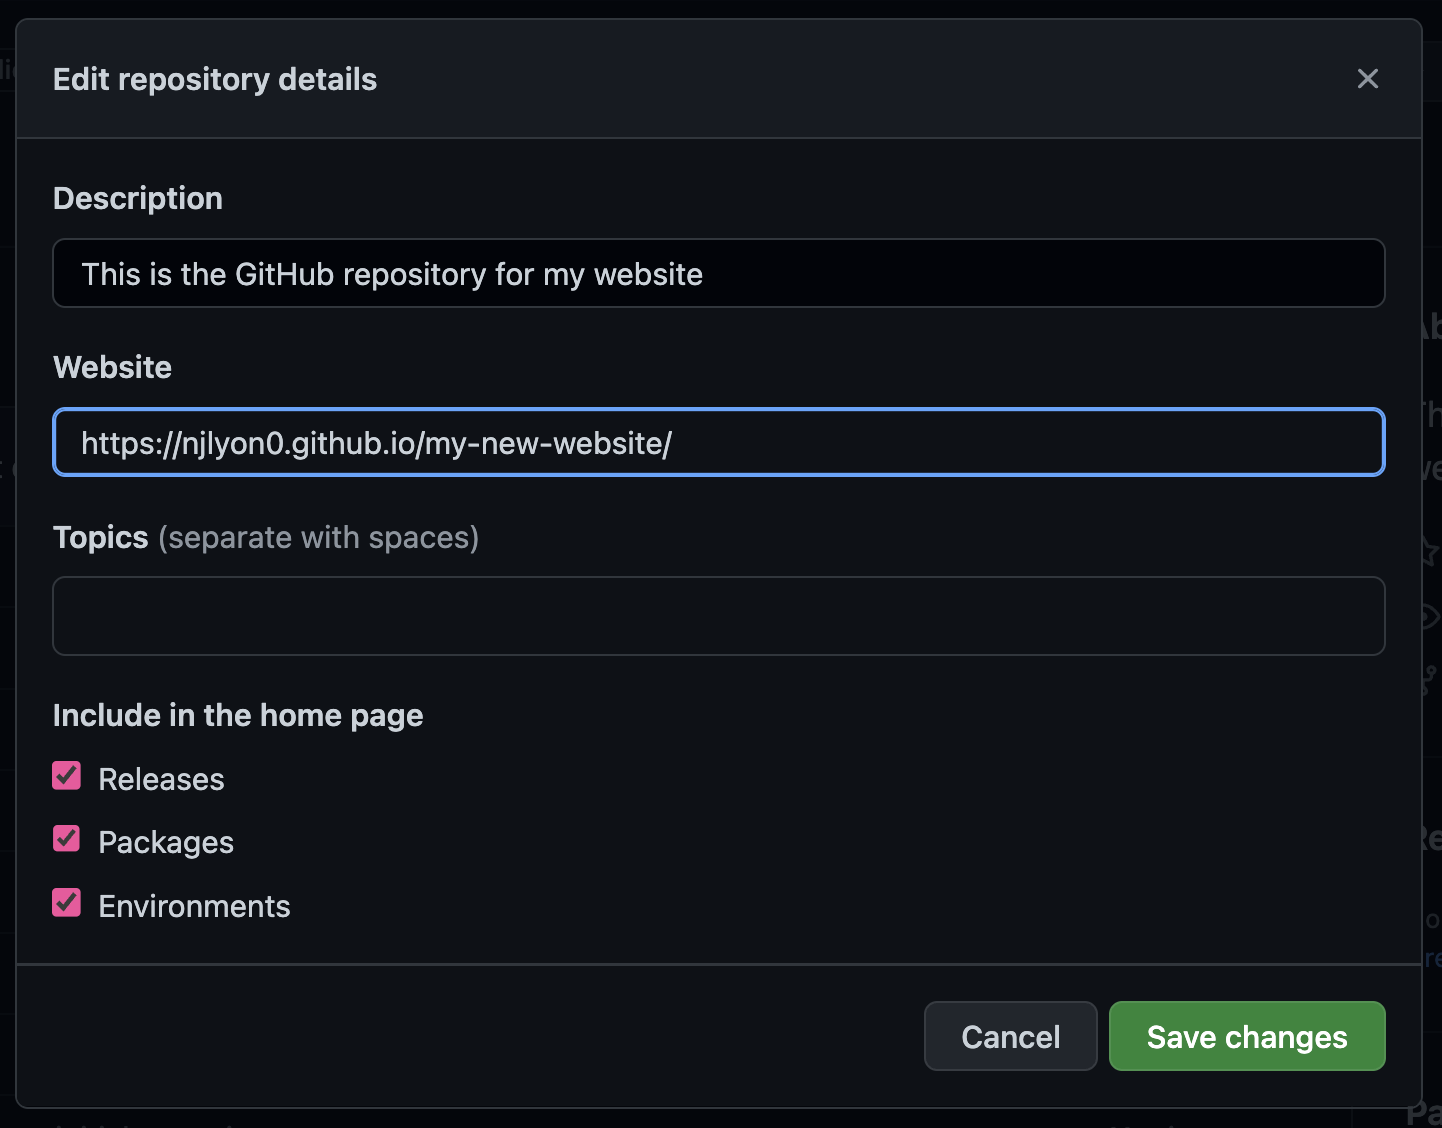 Edit repository details
Description
This is the GitHub repository for my website
Website
https://njlyon0.github.io/my-new-website/
Topics (separate with spaces)
Include in the home page
Releases
Packages
Environments
Cancel
Save changes